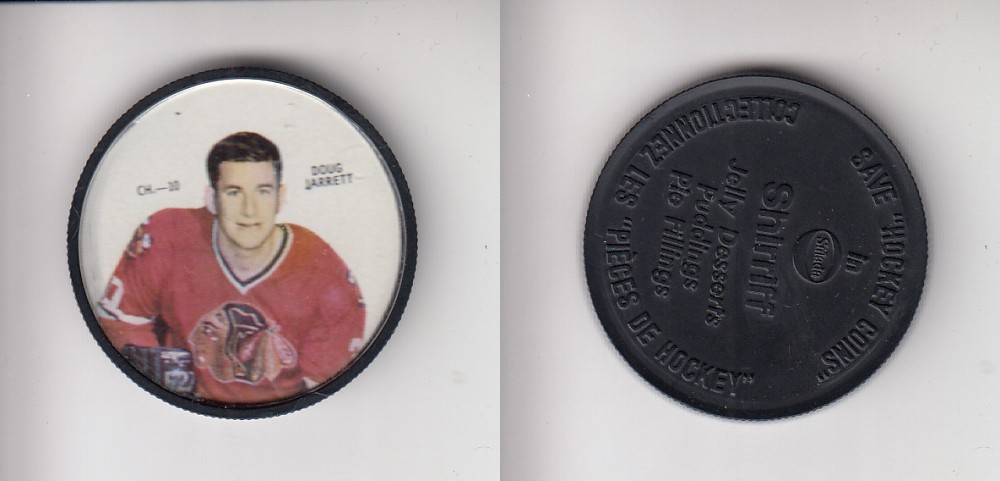 CH.—10
DOUG
JARRETT
SAVE "HOCKEY COINS"
in
Salada
Shirriff
Jelly Desserts
Puddings
Pie Fillings
COLLECTIONNEZ LES "PIÈCES DE HOCKEY"